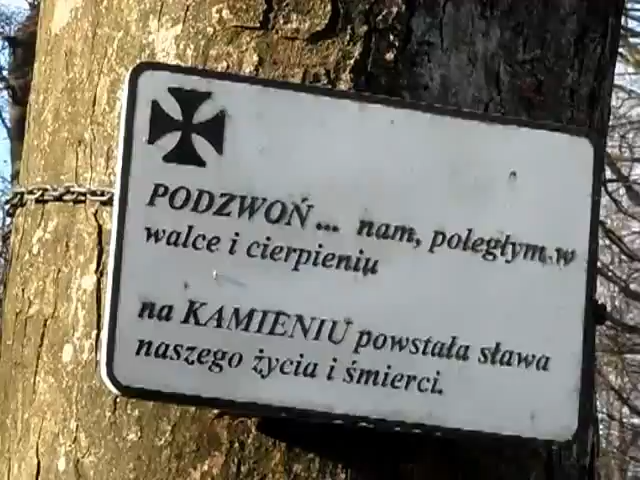 PODZWOŃ... nam, poległym w
walce i cierpieniu
na KAMIENIU powstała sława
naszego życia i śmierci.